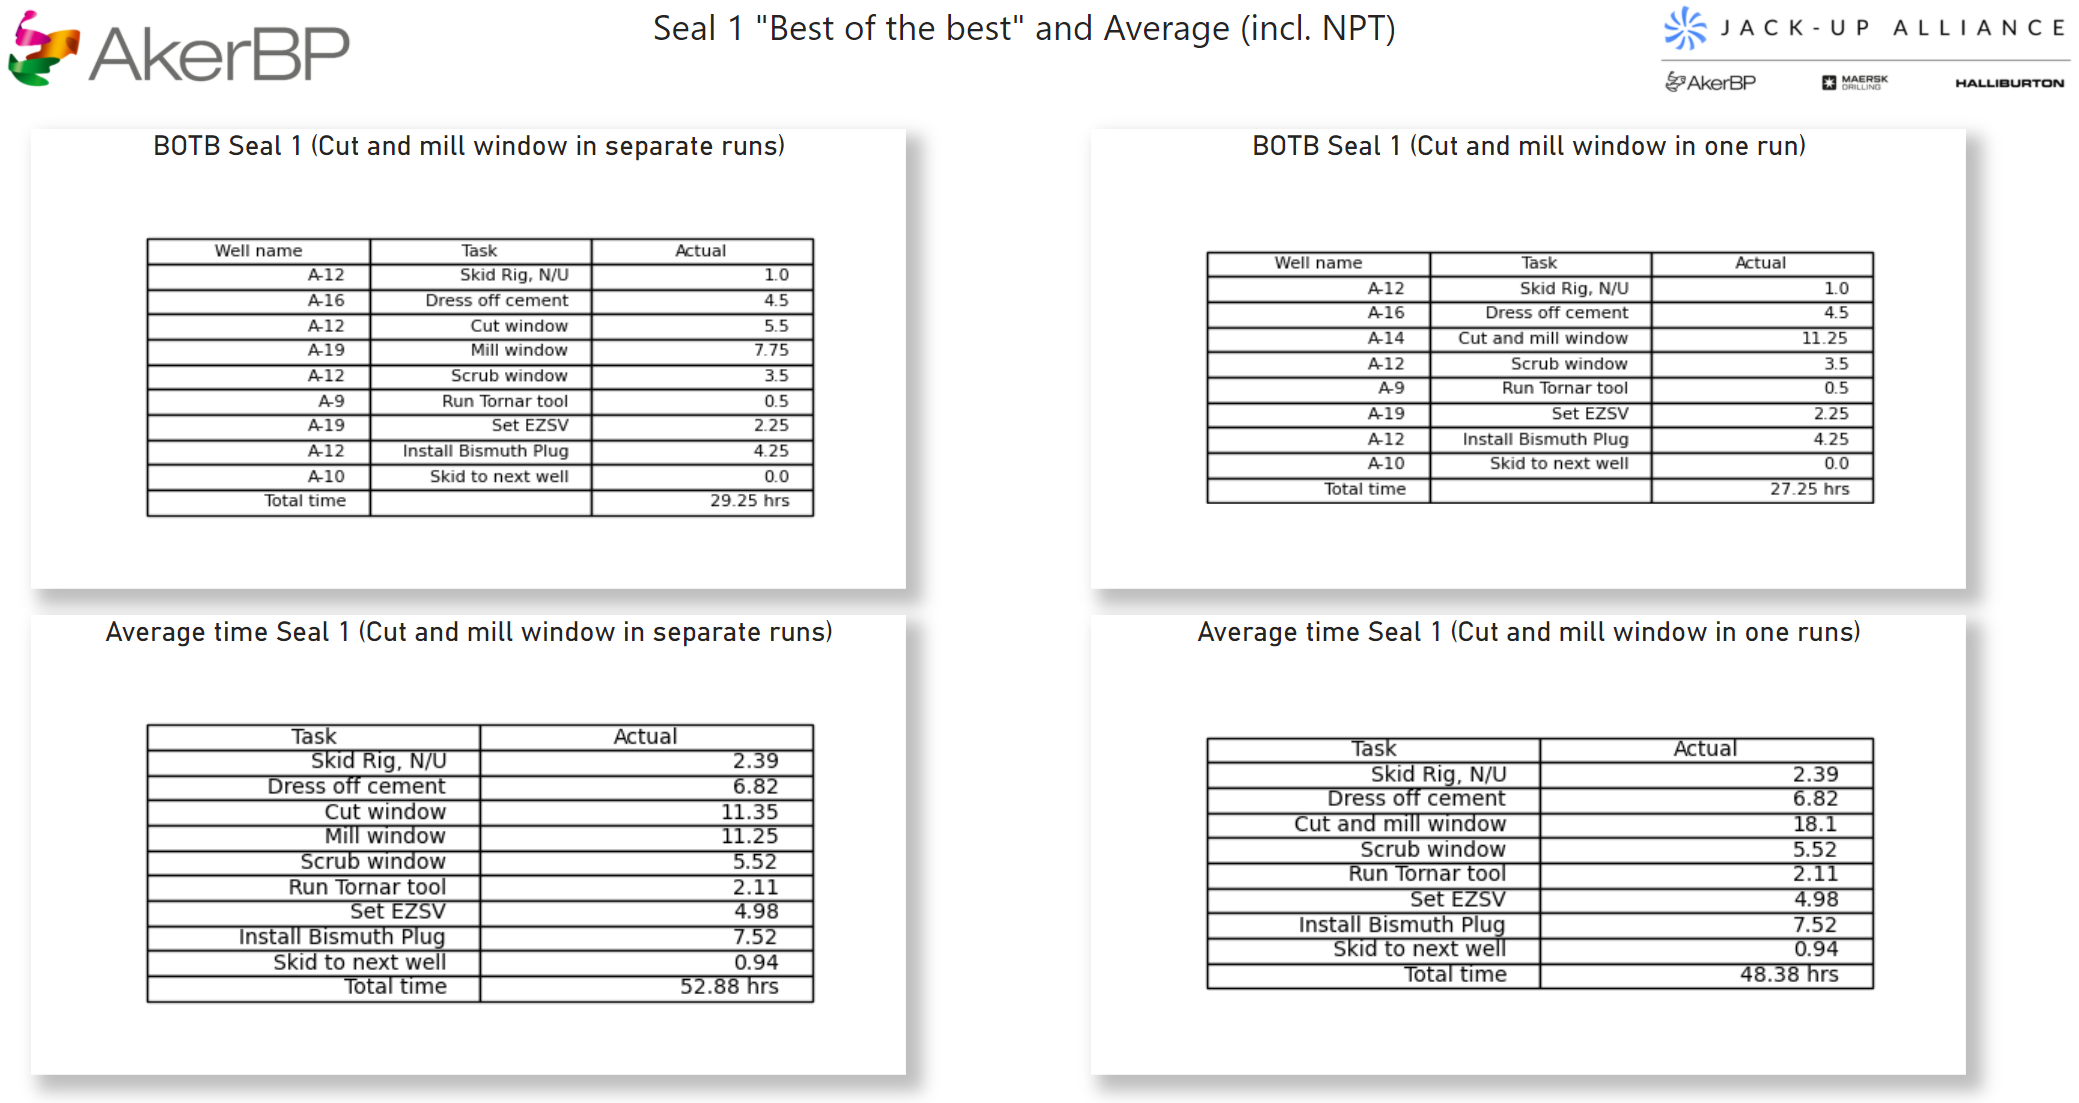 AkerBP
Seal 1 "Best of the best" and Average (incl. NPT)
JACK-UP ALLIANCE
AkerBP MAERSK DRILLING HALLIBURTON
BOTB Seal 1 (Cut and mill window in separate runs)
Well name Task Actual
A-12 Skid Rig, N/U 1.0
A-16 Dress off cement 4.5
A-12 Cut window 5.5
A-19 Mill window 7.75
A-12 Scrub window 3.5
A-9 Run Tornar tool 0.5
A-19 Set EZSV 2.25
A-12 Install Bismuth Plug 4.25
A-10 Skid to next well 0.0
Total time 29.25 hrs
BOTB Seal 1 (Cut and mill window in one run)
Well name Task Actual
A-12 Skid Rig, N/U 1.0
A-16 Dress off cement 4.5
A-14 Cut and mill window 11.25
A-12 Scrub window 3.5
A-9 Run Tornar tool 0.5
A-19 Set EZSV 2.25
A-12 Install Bismuth Plug 4.25
A-10 Skid to next well 0.0
Total time 27.25 hrs
Average time Seal 1 (Cut and mill window in separate runs)
Task Actual
Skid Rig, N/U 2.39
Dress off cement 6.82
Cut window 11.35
Mill window 11.25
Scrub window 5.52
Run Tornar tool 2.11
Set EZSV 4.98
Install Bismuth Plug 7.52
Skid to next well 0.94
Total time 52.88 hrs
Average time Seal 1 (Cut and mill window in one runs)
Task Actual
Skid Rig, N/U 2.39
Dress off cement 6.82
Cut and mill window 18.1
Scrub window 5.52
Run Tornar tool 2.11
Set EZSV 4.98
Install Bismuth Plug 7.52
Skid to next well 0.94
Total time 48.38 hrs